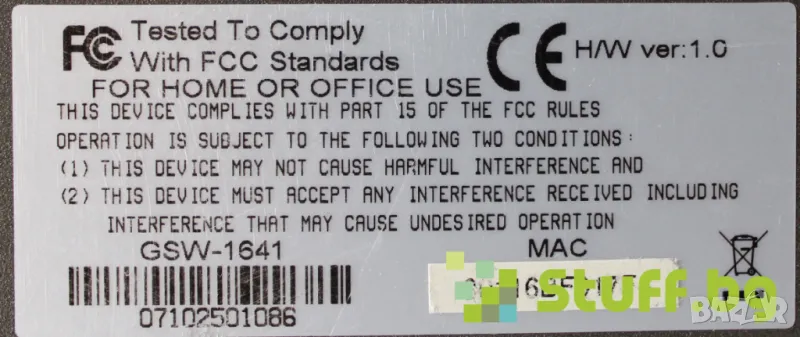 FC Tested To Comply
With FCC Standards
CE H/W ver:1.0
FOR HOME OR OFFICE USE
THIS DEVICE COMPLIES WITH PART 15 OF THE FCC RULES
OPERATION IS SUBJECT TO THE FOLLOWING TWO CONDITIONS:
(1) THIS DEVICE MAY NOT CAUSE HARMFUL INTERFERENCE AND
(2) THIS DEVICE MUST ACCEPT ANY INTERFERENCE RECEIVED INCLUDING
INTERFERENCE THAT MAY CAUSE UNDESIRED OPERATION
GSW-1641
MAC
07102501086
Stuff.bg
BAZAR